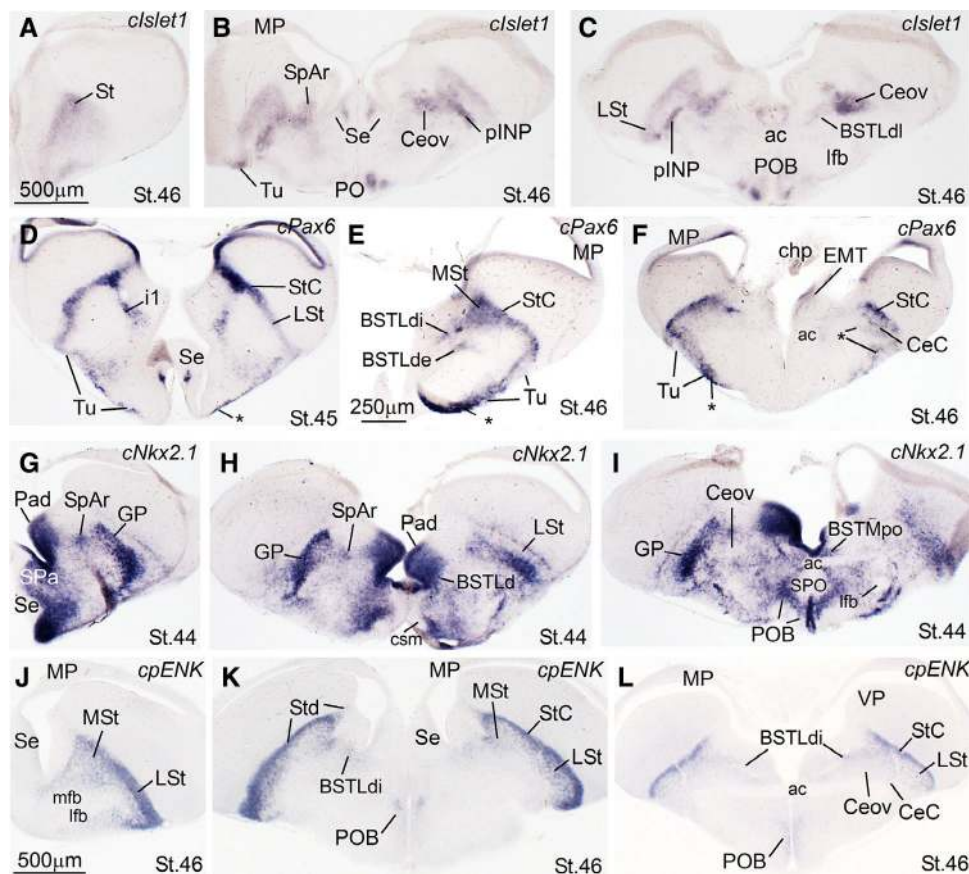 A
cIslet1
St
500µm
St.46
B
MP
cIslet1
SpAr
Se
Ceov
pINP
Tu
PO
St.46
C
cIslet1
LSt
Ceov
pINP
ac
BSTLdl
POB
lfb
St.46
D
cPax6
i1
StC
LSt
Se
Tu
*
St.45
E
cPax6
MP
MSt
StC
BSTLdi
BSTLde
Tu
250µm
*
St.46
F
cPax6
MP
chp
EMT
StC
ac
*
CeC
Tu
*
St.46
G
cNkx2.1
Pad
SpAr
GP
SPa
Se
St.44
H
cNkx2.1
SpAr
Pad
LSt
GP
BSTLd
csm
St.44
I
cNkx2.1
Ceov
BSTMpo
GP
ac
SPO
lfb
POB
St.44
J
MP
cpENK
MSt
Se
LSt
mfb
lfb
500µm
St.46
K
MP
cpENK
Std
MSt
StC
Se
LSt
BSTLdi
POB
St.46
L
cpENK
MP
VP
BSTLdi
StC
LSt
ac
Ceov
CeC
POB
St.46